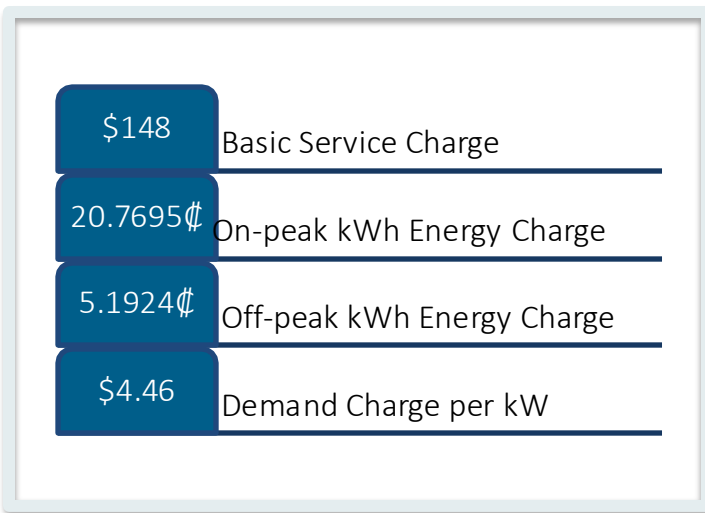 $148
Basic Service Charge
20.7695₡
On-peak kWh Energy Charge
5.1924₡
Off-peak kWh Energy Charge
$4.46
Demand Charge per kW